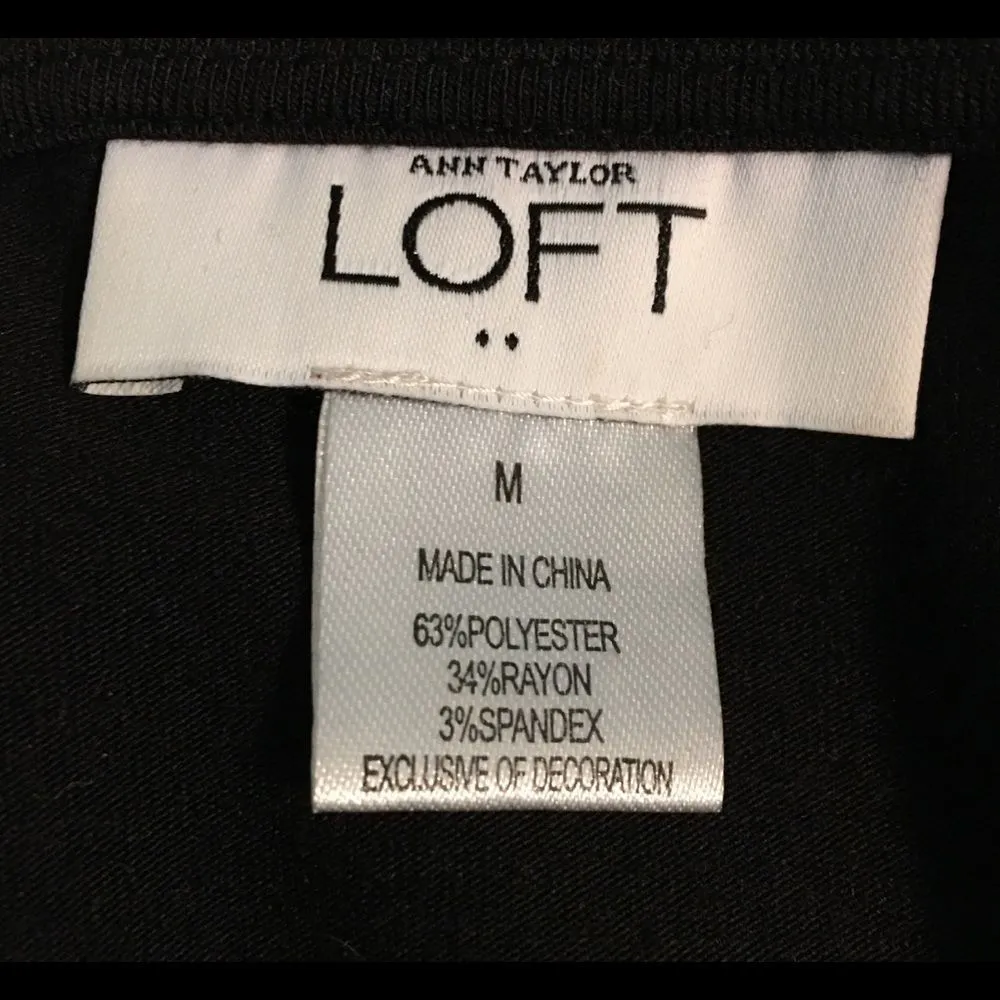 ANN TAYLOR
LOFT
M
MADE IN CHINA
63%POLYESTER
34%RAYON
3%SPANDEX
EXCLUSIVE OF DECORATION